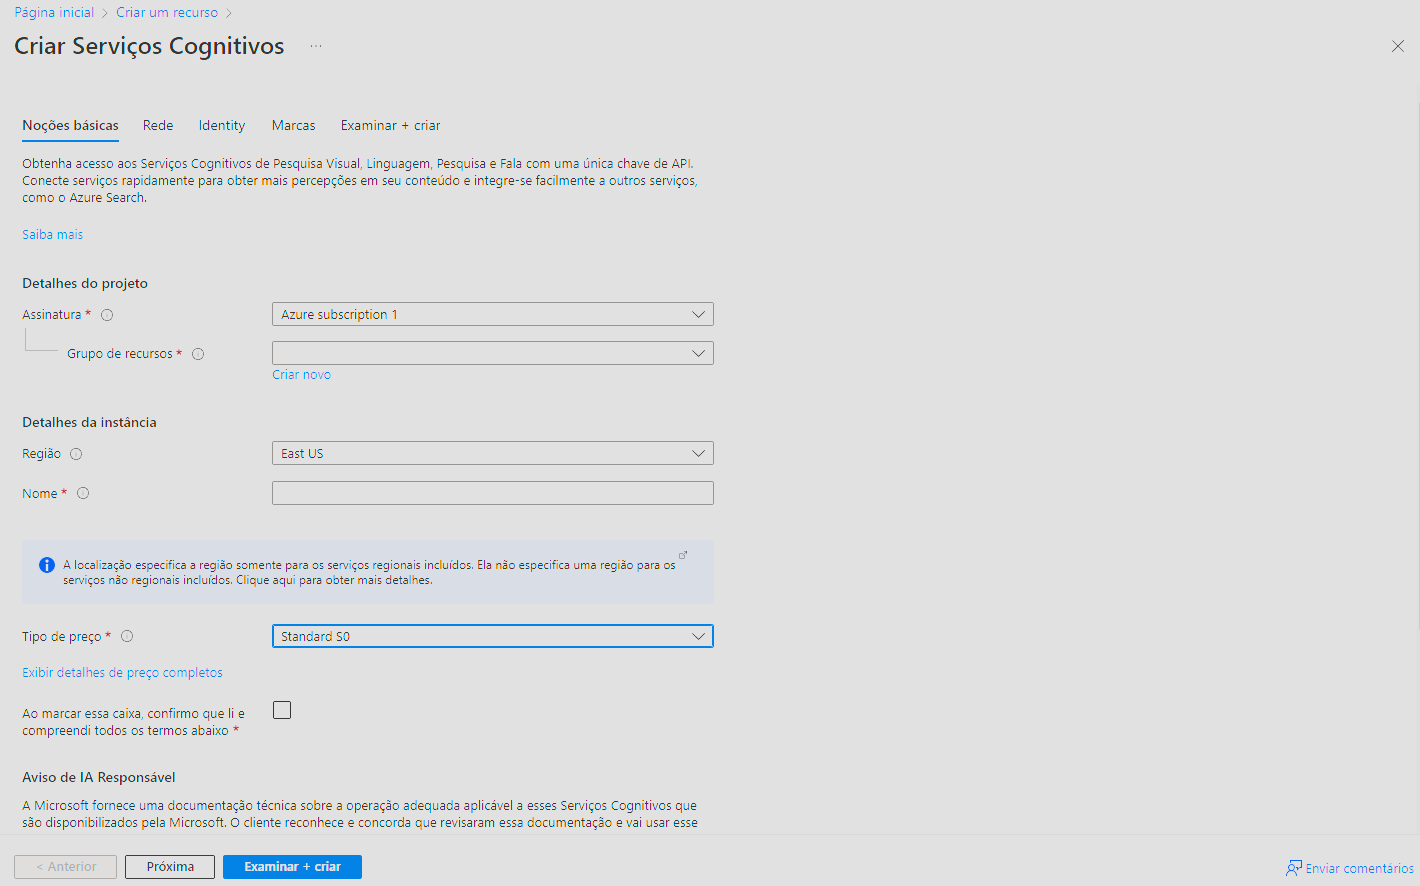 Página inicial > Criar um recurso >
Criar Serviços Cognitivos ...
Noções básicas Rede Identity Marcas Examinar + criar
Obtenha acesso aos Serviços Cognitivos de Pesquisa Visual, Linguagem, Pesquisa e Fala com uma única chave de API.
Conecte serviços rapidamente para obter mais percepções em seu conteúdo e integre-se facilmente a outros serviços,
como o Azure Search.
Saiba mais
Detalhes do projeto
Assinatura * Azure subscription 1
Grupo de recursos *
Criar novo
Detalhes da instância
Região East US
Nome *
A localização especifica a região somente para os serviços regionais incluídos. Ela não especifica uma região para os
serviços não regionais incluídos. Clique aqui para obter mais detalhes.
Tipo de preço * Standard S0
Exibir detalhes de preço completos
Ao marcar essa caixa, confirmo que li e
compreendi todos os termos abaixo *
Aviso de IA Responsável
A Microsoft fornece uma documentação técnica sobre a operação adequada aplicável a esses Serviços Cognitivos que
são disponibilizados pela Microsoft. O cliente reconhece e concorda que revisaram essa documentação e vai usar esse
< Anterior Próxima Examinar + criar Enviar comentários